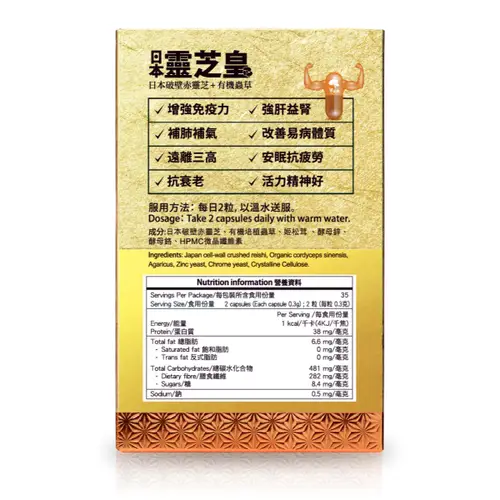 日本靈芝皇
日本破壁赤靈芝+有機蟲草
✓ 增強免疫力 ✓ 強肝益腎
✓ 補肺補氣 ✓ 改善易病體質
✓ 遠離三高 ✓ 安眠抗疲勞
✓ 抗衰老 ✓ 活力精神好
服用方法：每日2粒，以溫水送服。
Dosage: Take 2 capsules daily with warm water.
成分:日本破壁赤靈芝、有機培植蟲草、姬松茸、酵母鋅、
酵母鉻、HPMC微晶纖維素
Ingredients: Japan cell-wall crushed reishi, Organic cordyceps sinensis,
Agaricus, Zinc yeast, Chrome yeast, Crystalline Cellulose.
Nutrition information 營養資料
Servings Per Package/每包裝所含食用份量 35
Serving Size/食用份量 2 capsules (Each capsule 0.3g) ; 2 粒 (每粒 0.3克)
Per Serving / 每食用份量
Energy/能量 1 kcal/千卡(4KJ/千焦)
Protein/蛋白質 38 mg/毫克
Total fat 總脂肪 6.6 mg/毫克
- Saturated fat 飽和脂肪 0 mg/毫克
- Trans fat 反式脂肪 0 mg/毫克
Total Carbohydrates/總碳水化合物 481 mg/毫克
- Dietary fibre/膳食纖維 282 mg/毫克
- Sugars/糖 8.4 mg/毫克
Sodium/鈉 0.5 mg/毫克